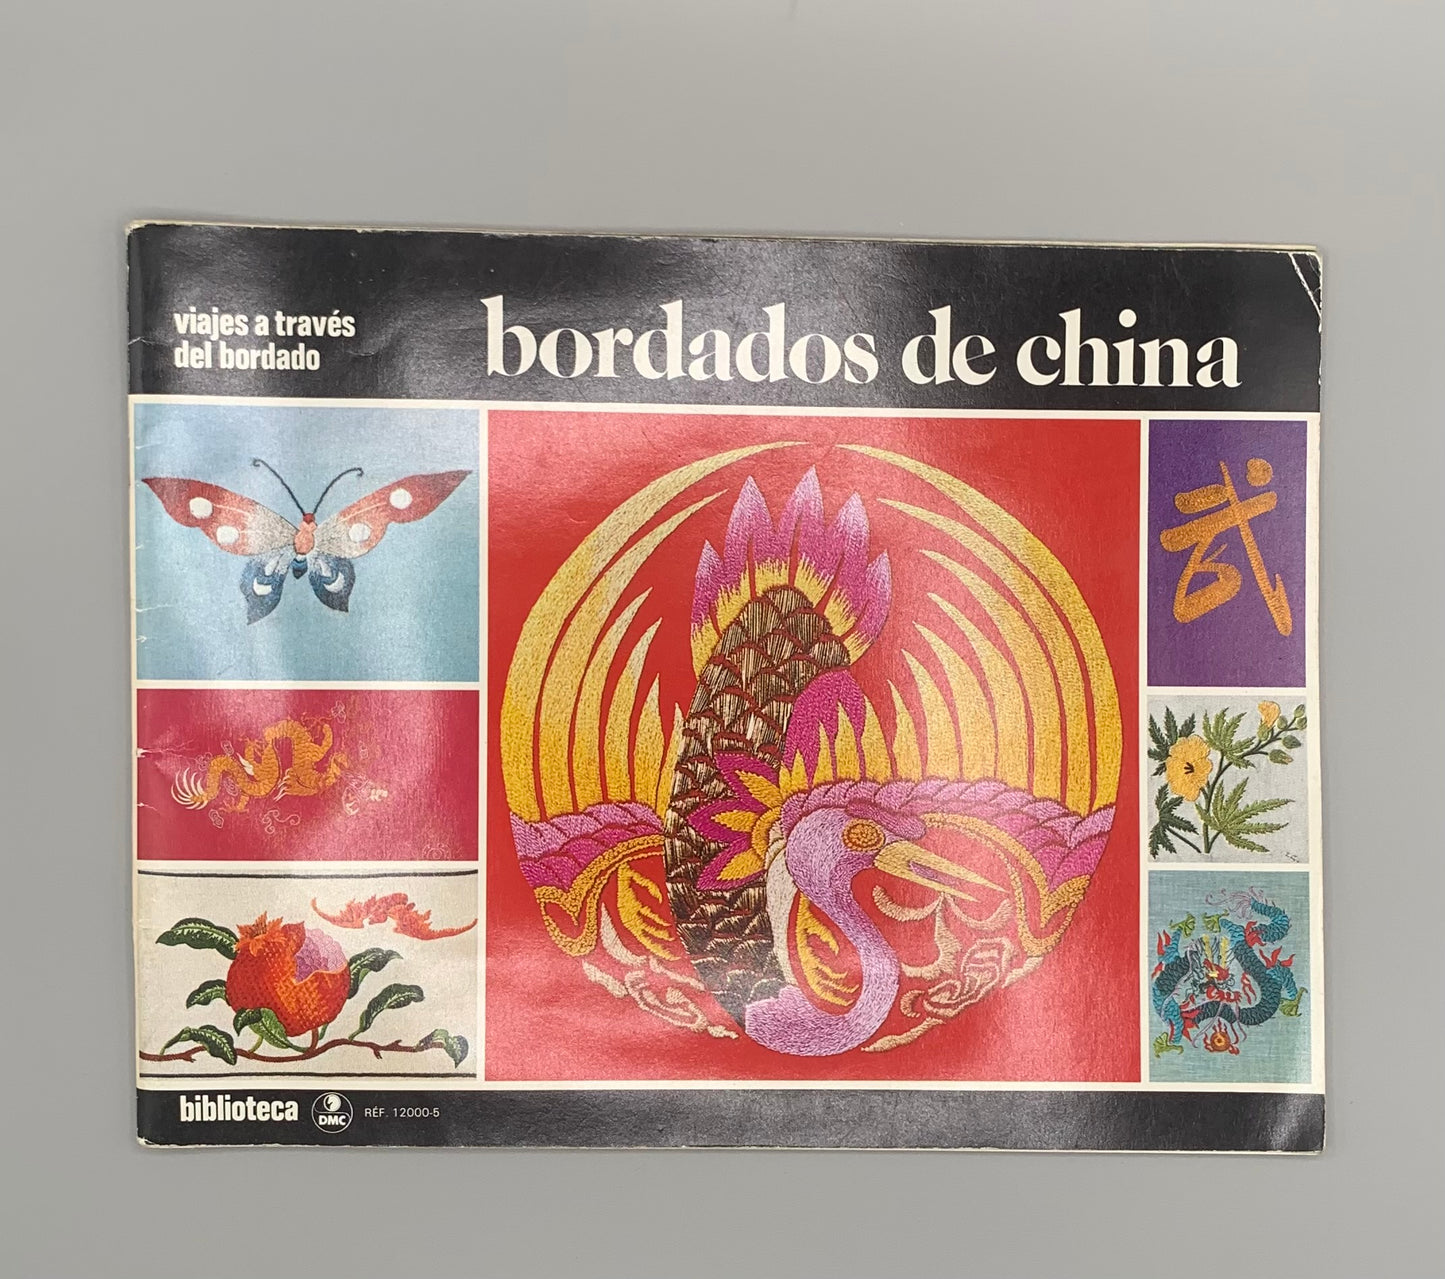 viajes a través
del bordado
bordados de china
武
biblioteca
DMC
RÉF. 12000-5